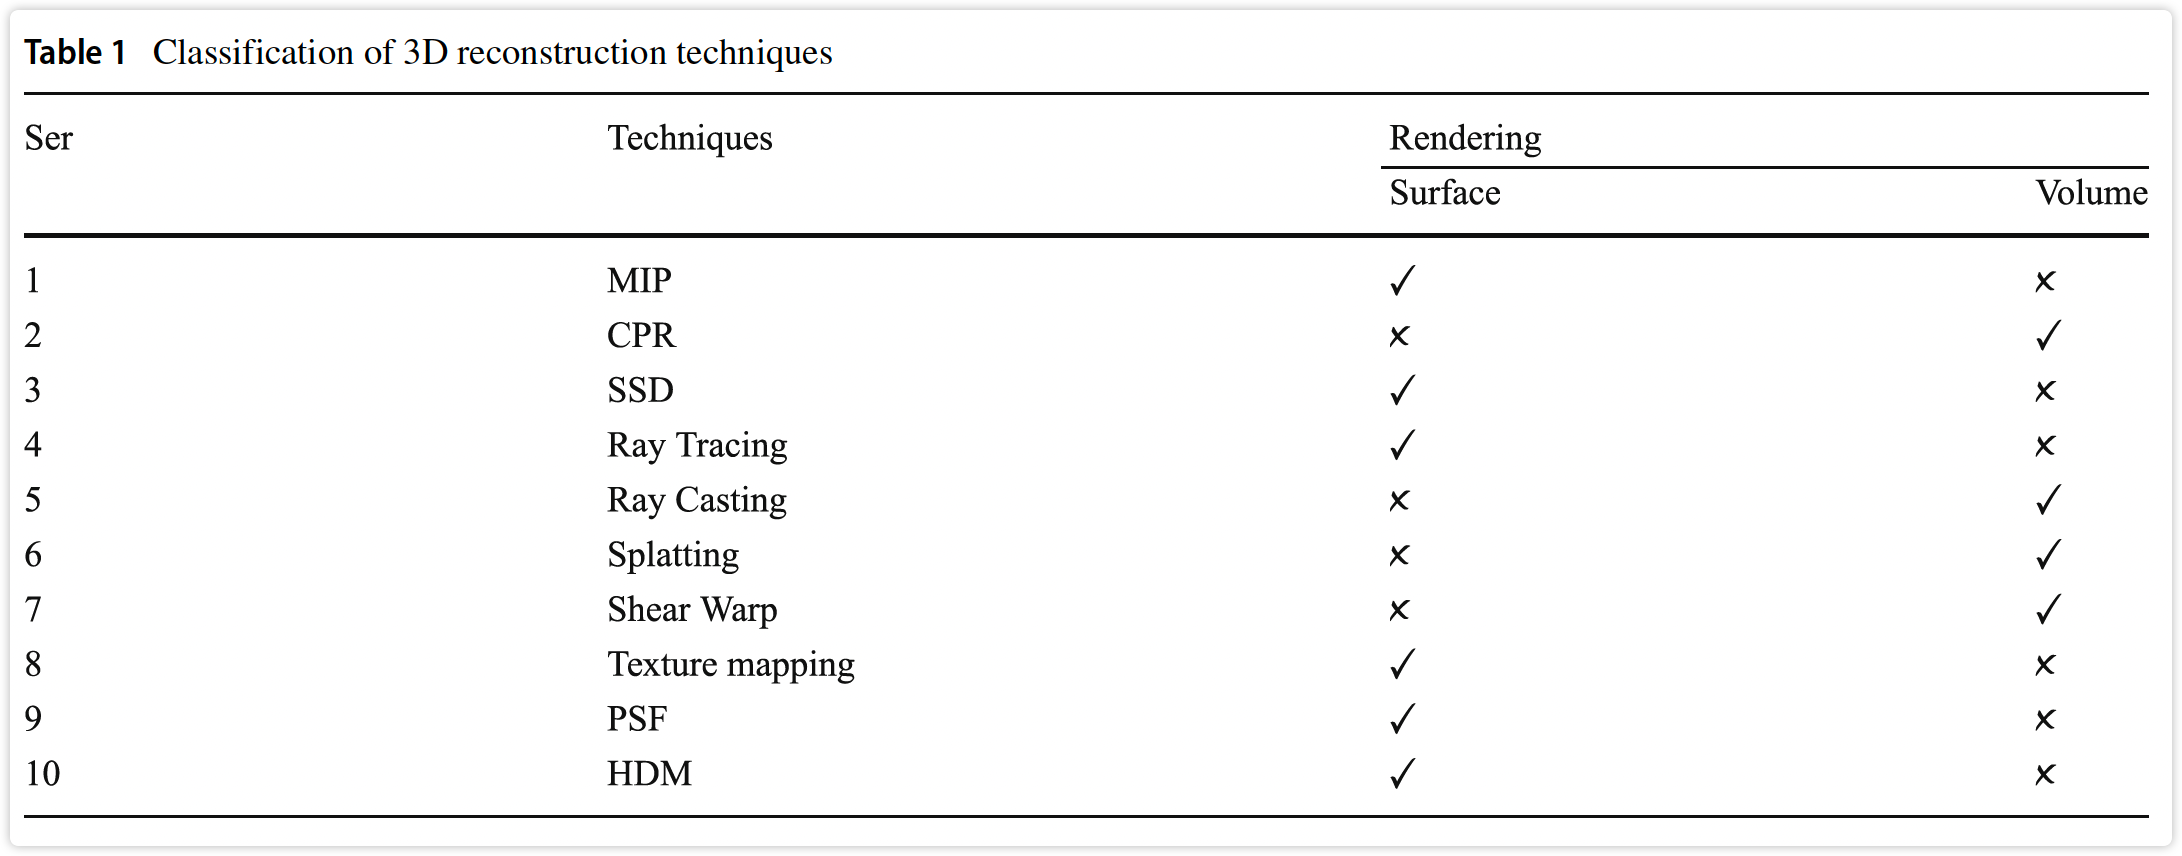 Table 1 Classification of 3D reconstruction techniques
Ser Techniques Rendering
Surface Volume
1 MIP ✓ ✗
2 CPR ✗ ✓
3 SSD ✓ ✗
4 Ray Tracing ✓ ✗
5 Ray Casting ✗ ✓
6 Splatting ✗ ✓
7 Shear Warp ✗ ✓
8 Texture mapping ✓ ✗
9 PSF ✓ ✗
10 HDM ✓ ✗